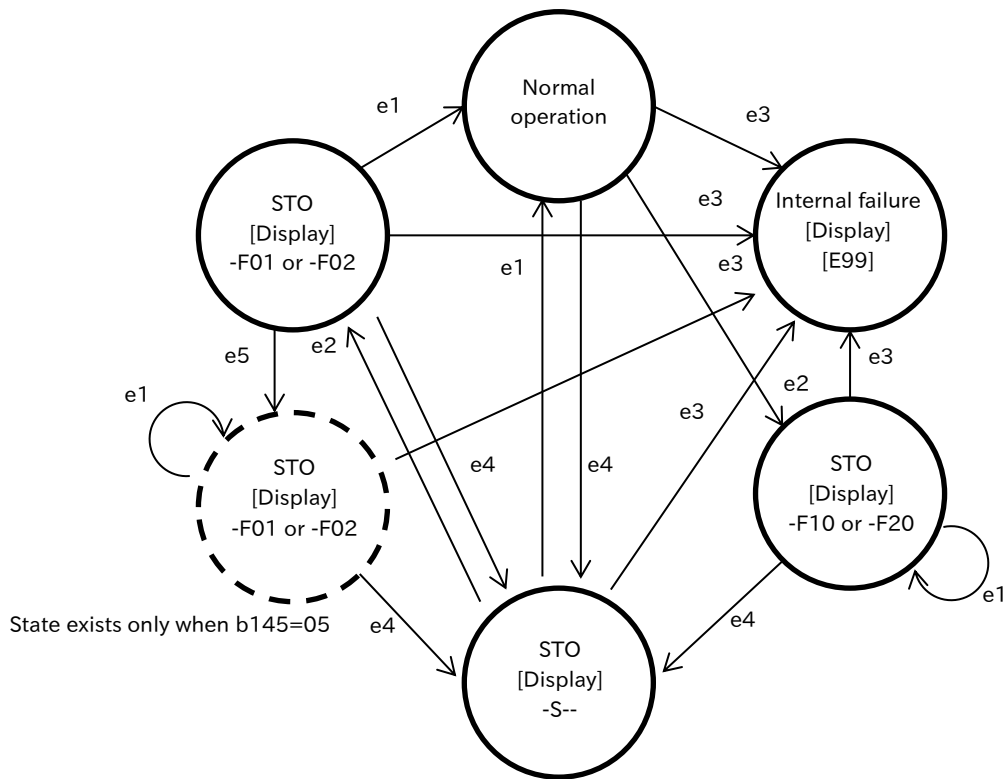 Normal
operation
e1
e3
STO
[Display]
-F01 or -F02
e3
Internal failure
[Display]
[E99]
e1
e3
e5
e2
e3
e1
e2
e3
STO
[Display]
-F01 or -F02
e4
e4
STO
[Display]
-F10 or -F20
e1
State exists only when b145=05
e4
e4
STO
[Display]
-S--